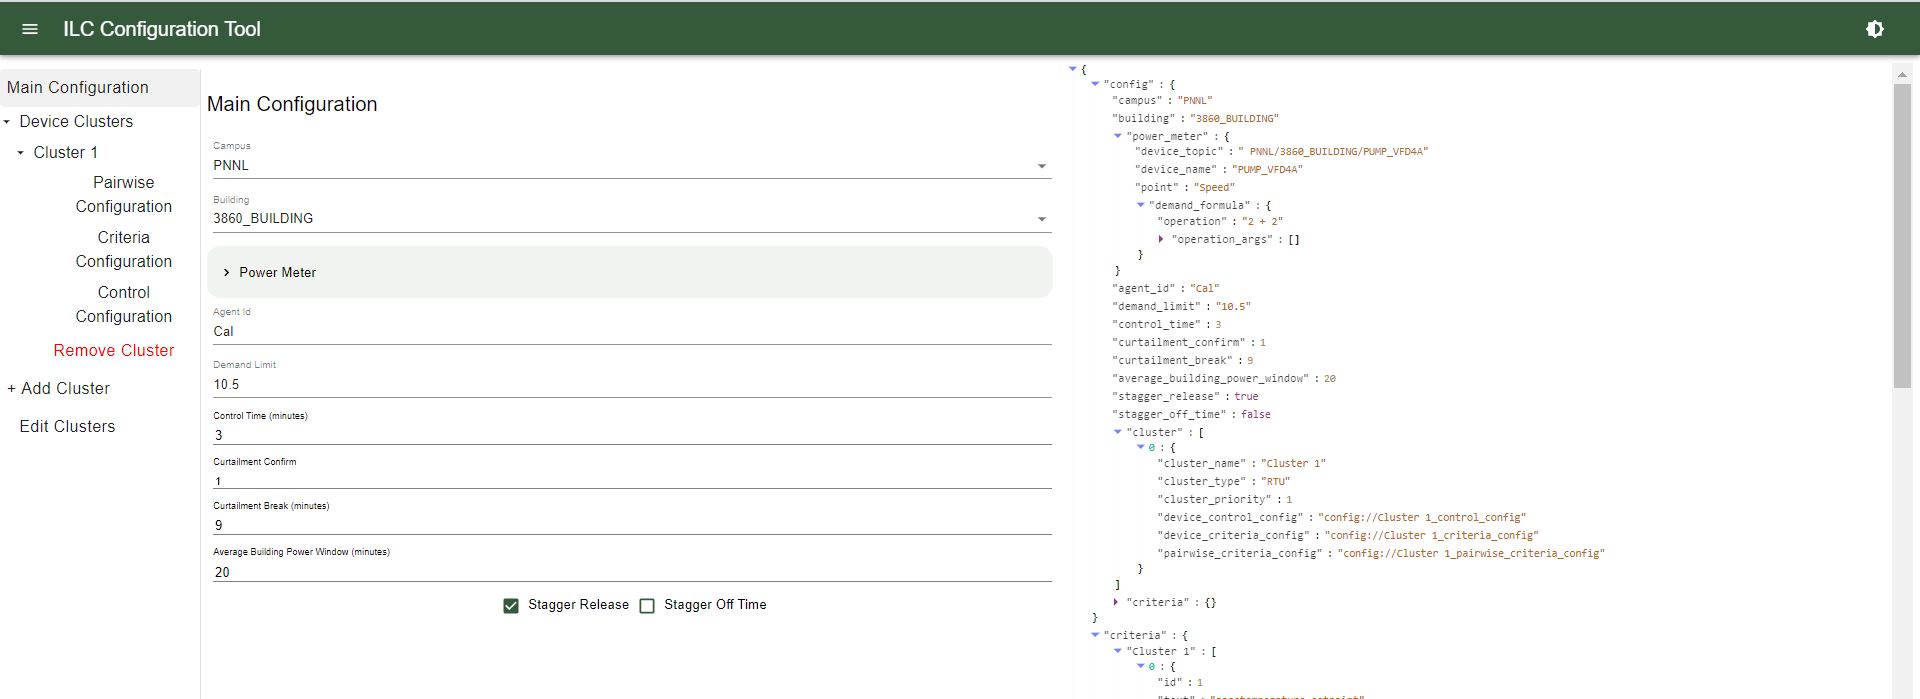 ILC Configuration Tool
Main Configuration
Device Clusters
Cluster 1
Pairwise
Configuration
Criteria
Configuration
Control
Configuration
Remove Cluster
+ Add Cluster
Edit Clusters
Main Configuration
Campus
PNNL
Building
3860_BUILDING
Power Meter
Agent Id
Cal
Demand Limit
10.5
Control Time (minutes)
3
Curtailment Confirm
1
Curtailment Break (minutes)
9
Average Building Power Window (minutes)
20
Stagger Release Stagger Off Time
{
"config" : {
"campus" : "PNNL"
"building" : "3860_BUILDING"
"power_meter" : {
"device_topic" : " PNNL/3860_BUILDING/PUMP_VFD4A"
"device_name" : "PUMP_VFD4A"
"point" : "Speed"
"demand_formula" : {
"operation" : "2 + 2"
"operation_args" : []
}
}
"agent_id" : "Cal"
"demand_limit" : "10.5"
"control_time" : 3
"curtailment_confirm" : 1
"curtailment_break" : 9
"average_building_power_window" : 20
"stagger_release" : true
"stagger_off_time" : false
"cluster" : [
0 : {
"cluster_name" : "Cluster 1"
"cluster_type" : "RTU"
"cluster_priority" : 1
"device_control_config" : "config://Cluster 1_control_config"
"device_criteria_config" : "config://Cluster 1_criteria_config"
"pairwise_criteria_config" : "config://Cluster 1_pairwise_criteria_config"
}
]
"criteria" : {}
}
"criteria" : {
"Cluster 1" : [
0 : {
"id" : 1